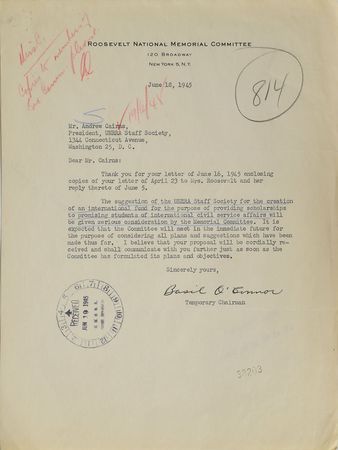 ROOSEVELT NATIONAL MEMORIAL COMMITTEE
120 BROADWAY
NEW YORK 5, N.Y.
June 18, 1945
814
Mr. Andrew Cairns,
President, UNRRA Staff Society,
1344 Connecticut Avenue,
Washington 25, D. C.
Dear Mr. Cairns:
Thank you for your letter of June 16, 1945 enclosing
copies of your letter of April 23 to Mrs. Roosevelt and her
reply thereto of June 5.
The suggestion of the UNRRA Staff Society for the creation
of an international fund for the purpose of providing scholarships
to promising students of international civil service affairs will
be given serious consideration by the Memorial Committee. It is
expected that the Committee will meet in the immediate future for
the purpose of considering all plans and suggestions which have been
made thus far. I believe that your proposal will be cordially re-
ceived and shall communicate with you further just as soon as the
Committee has formulated its plans and objectives.
Sincerely yours,
Basil O'Connor
Temporary Chairman
RECEIVED
JUN 19 1945